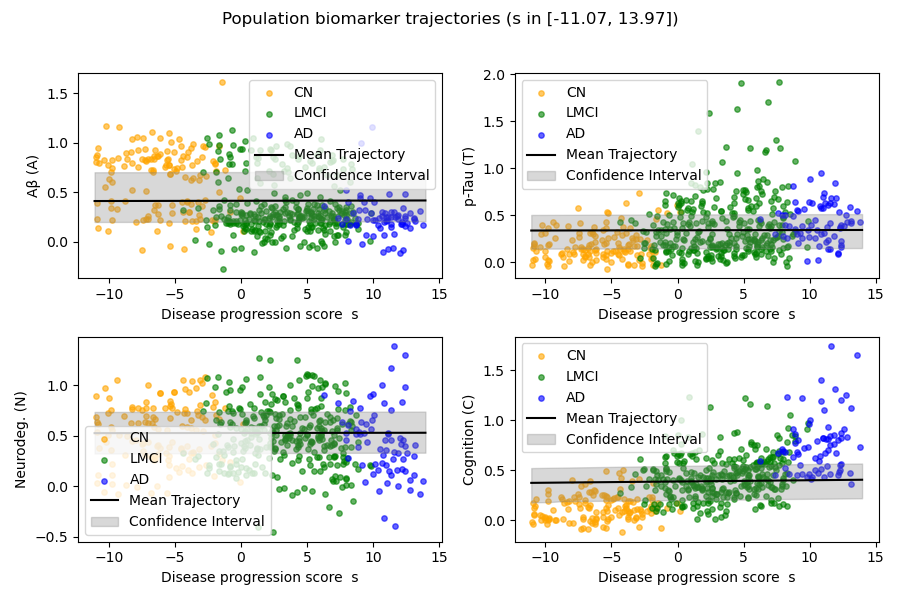 Population biomarker trajectories (s in [-11.07, 13.97])
Aβ (A)
1.5
1.0
0.5
0.0
CN
LMCI
AD
Mean Trajectory
Confidence Interval
−10 −5 0 5 10 15
Disease progression score s
p-Tau (T)
2.0
1.5
1.0
0.5
0.0
CN
LMCI
AD
Mean Trajectory
Confidence Interval
−10 −5 0 5 10 15
Disease progression score s
Neurodeg. (N)
1.0
0.5
0.0
−0.5
CN
LMCI
AD
Mean Trajectory
Confidence Interval
−10 −5 0 5 10 15
Disease progression score s
Cognition (C)
1.5
1.0
0.5
0.0
CN
LMCI
AD
Mean Trajectory
Confidence Interval
−10 −5 0 5 10 15
Disease progression score s